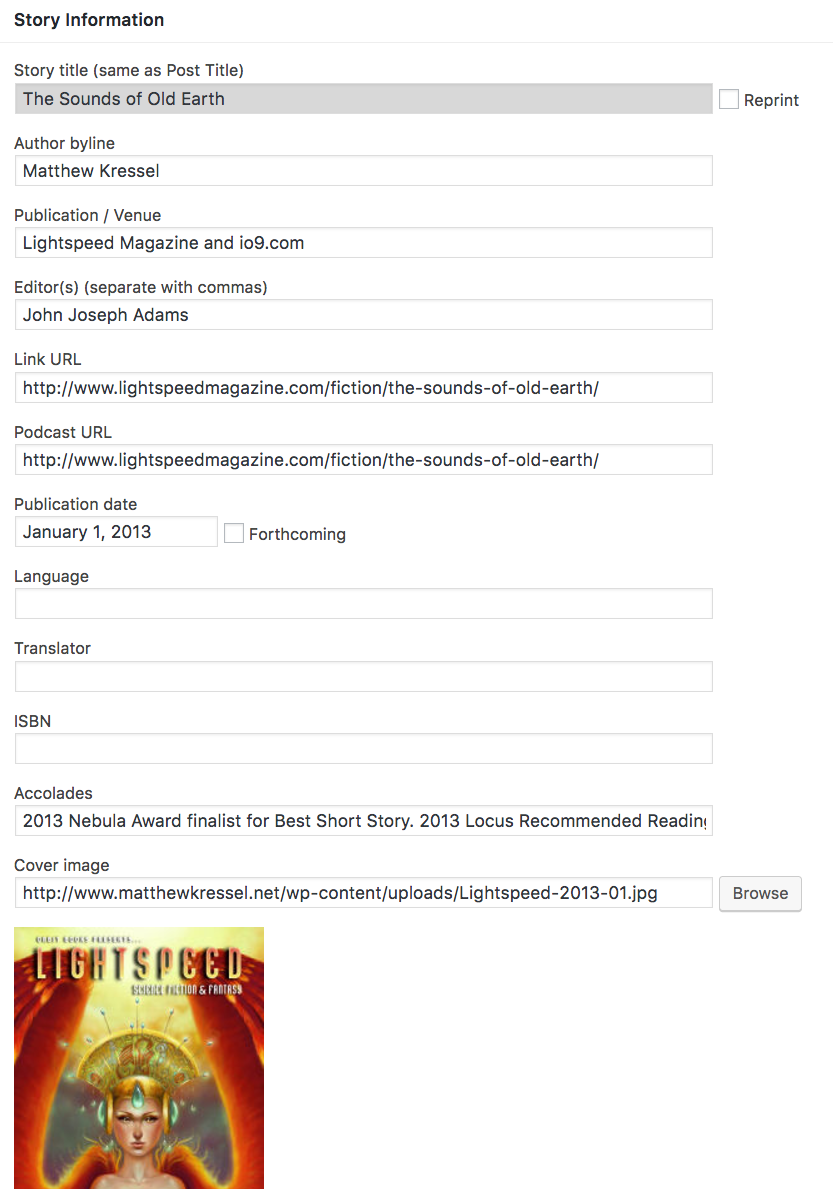 Story Information
Story title (same as Post Title)
The Sounds of Old Earth
Reprint
Author byline
Matthew Kressel
Publication / Venue
Lightspeed Magazine and io9.com
Editor(s) (separate with commas)
John Joseph Adams
Link URL
http://www.lightspeedmagazine.com/fiction/the-sounds-of-old-earth/
Podcast URL
http://www.lightspeedmagazine.com/fiction/the-sounds-of-old-earth/
Publication date
January 1, 2013
Forthcoming
Language
Translator
ISBN
Accolades
2013 Nebula Award finalist for Best Short Story. 2013 Locus Recommended Reading
Cover image
http://www.matthewkressel.net/wp-content/uploads/Lightspeed-2013-01.jpg
Browse
ORBIT BOOKS PRESENTS...
LIGHTSPEED
SCIENCE FICTION & FANTASY